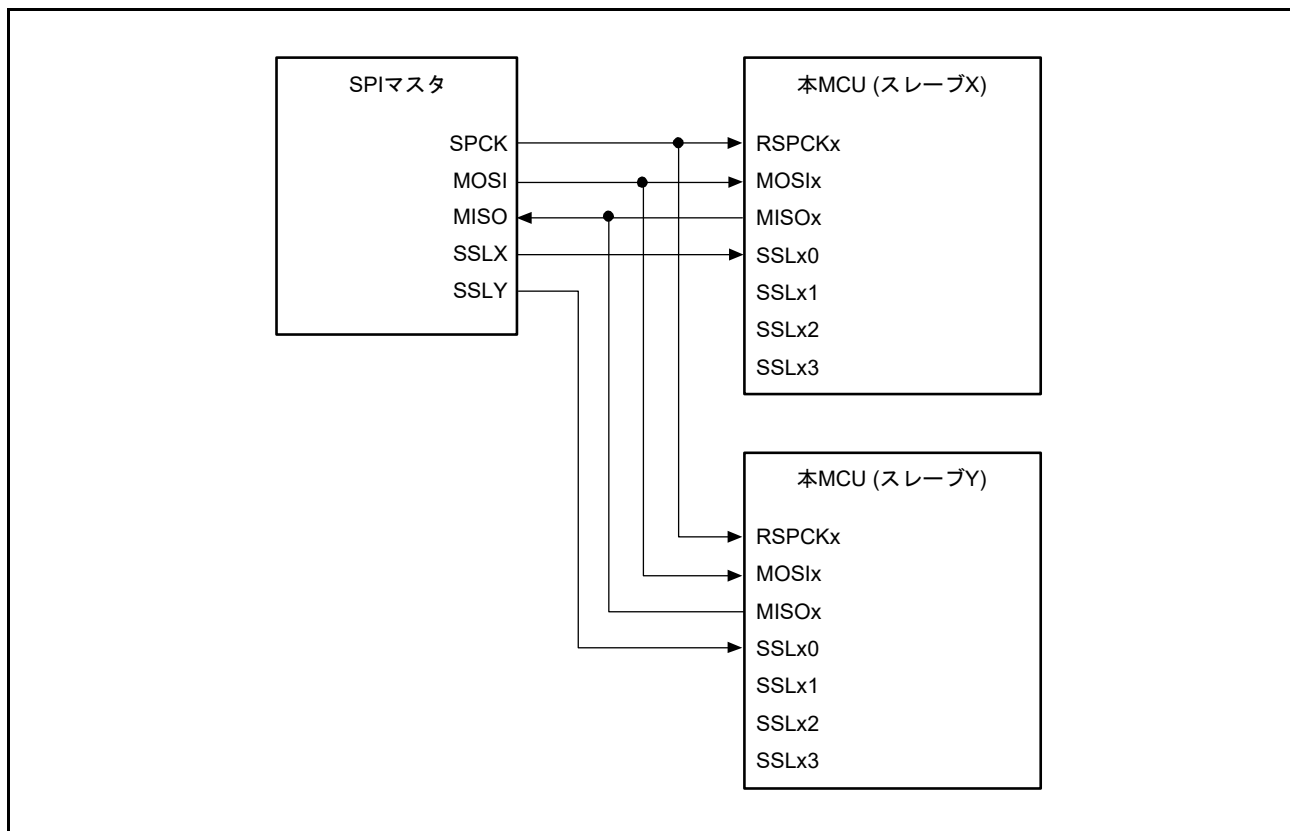 SPIマスタ
SPCK
MOSI
MISO
SSLX
SSLY
本MCU (スレーブX)
RSPCKx
MOSIx
MISOx
SSLx0
SSLx1
SSLx2
SSLx3
本MCU (スレーブY)
RSPCKx
MOSIx
MISOx
SSLx0
SSLx1
SSLx2
SSLx3